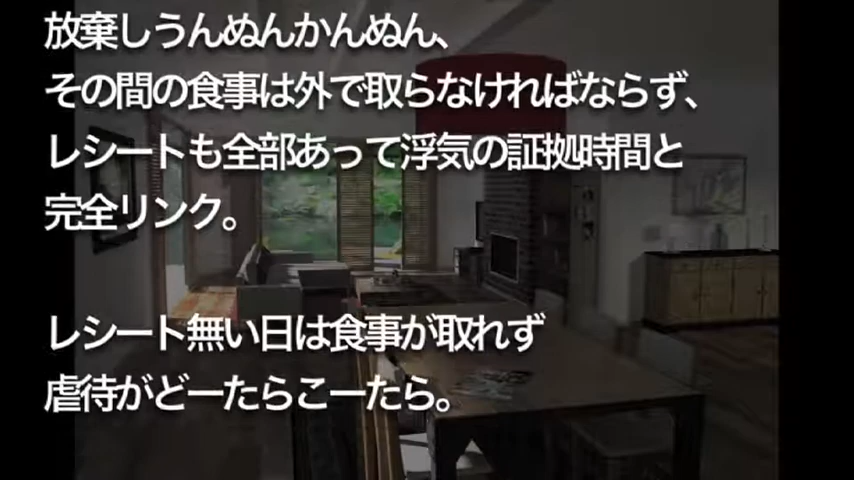 放棄しうんぬんかんぬん、
その間の食事は外で取らなければならず、
レシートも全部あって浮気の証拠時間と
完全リンク。
レシート無い日は食事が取れず
虐待がどーたらこーたら。